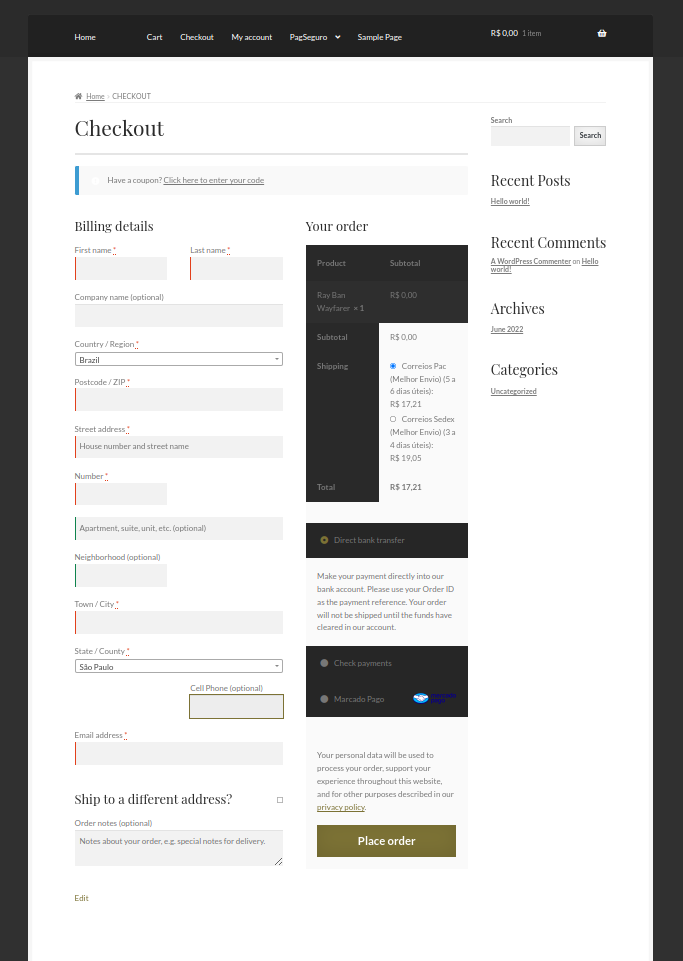 Home
Cart
Checkout
My account
PagSeguro
Sample Page
R$ 0,00 1 item
Home › CHECKOUT
Checkout
Have a coupon? Click here to enter your code
Billing details
First name *
Last name *
Company name (optional)
Country / Region *
Brazil
Postcode / ZIP *
Street address *
House number and street name
Number *
Apartment, suite, unit, etc. (optional)
Neighborhood (optional)
Town / City *
State / County *
São Paulo
Cell Phone (optional)
Email address *
Ship to a different address?
Order notes (optional)
Notes about your order, e.g. special notes for delivery.
Edit
Your order
Product Subtotal
Ray Ban R$ 0,00
Wayfarer × 1
Subtotal R$ 0,00
Shipping Correios Pac
(Melhor Envio) (5 a
6 dias úteis):
R$ 17,21
Correios Sedex
(Melhor Envio) (3 a
4 dias úteis):
R$ 19,05
Total R$ 17,21
Direct bank transfer
Make your payment directly into our
bank account. Please use your Order ID
as the payment reference. Your order
will not be shipped until the funds have
cleared in our account.
Check payments
Marcado Pago mercado
pago
Your personal data will be used to
process your order, support your
experience throughout this website,
and for other purposes described in our
privacy policy.
Place order
Search
Search
Recent Posts
Hello world!
Recent Comments
A WordPress Commenter on Hello
world!
Archives
June 2022
Categories
Uncategorized